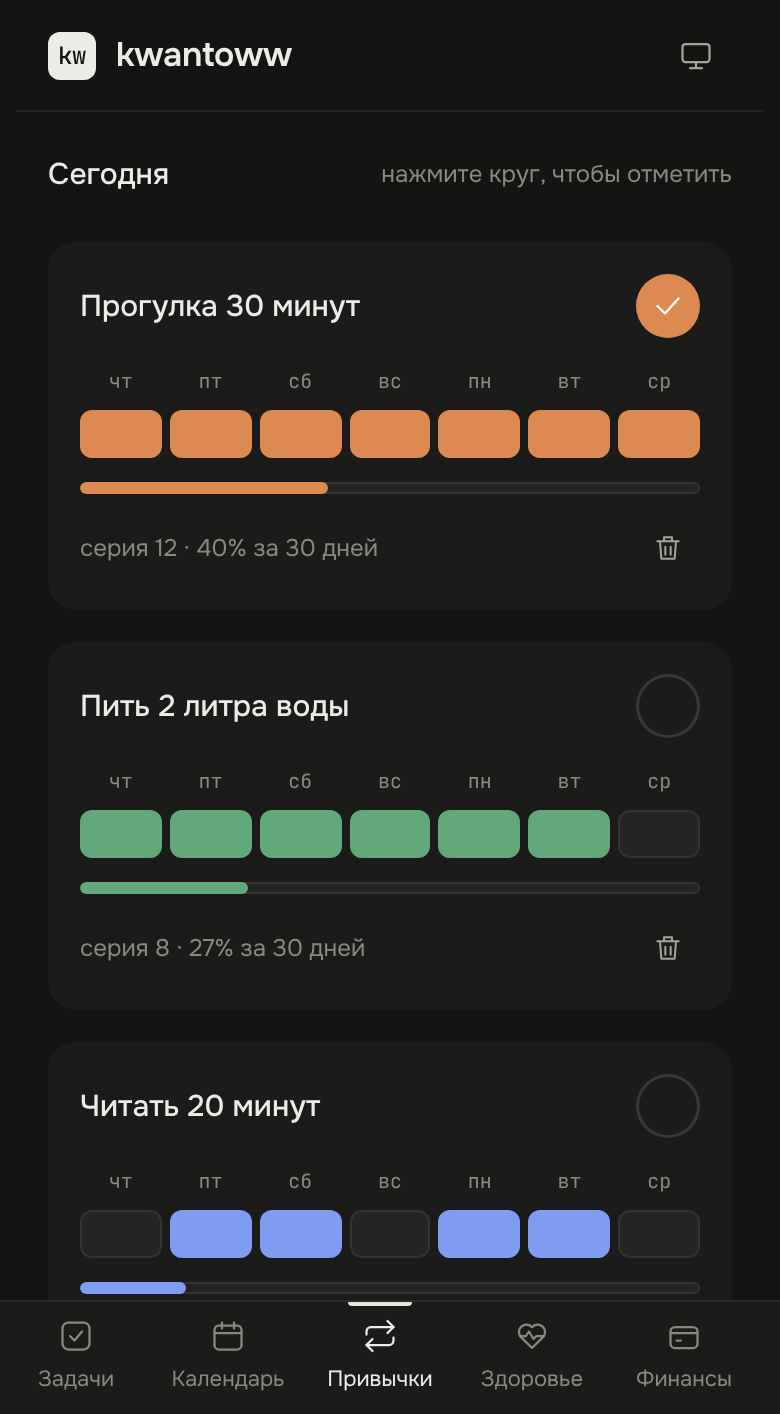 kw kwantoww
Сегодня нажмите круг, чтобы отметить
Прогулка 30 минут
чт пт сб вс пн вт ср
серия 12 · 40% за 30 дней
Пить 2 литра воды
чт пт сб вс пн вт ср
серия 8 · 27% за 30 дней
Читать 20 минут
чт пт сб вс пн вт ср
Задачи Календарь Привычки Здоровье Финансы